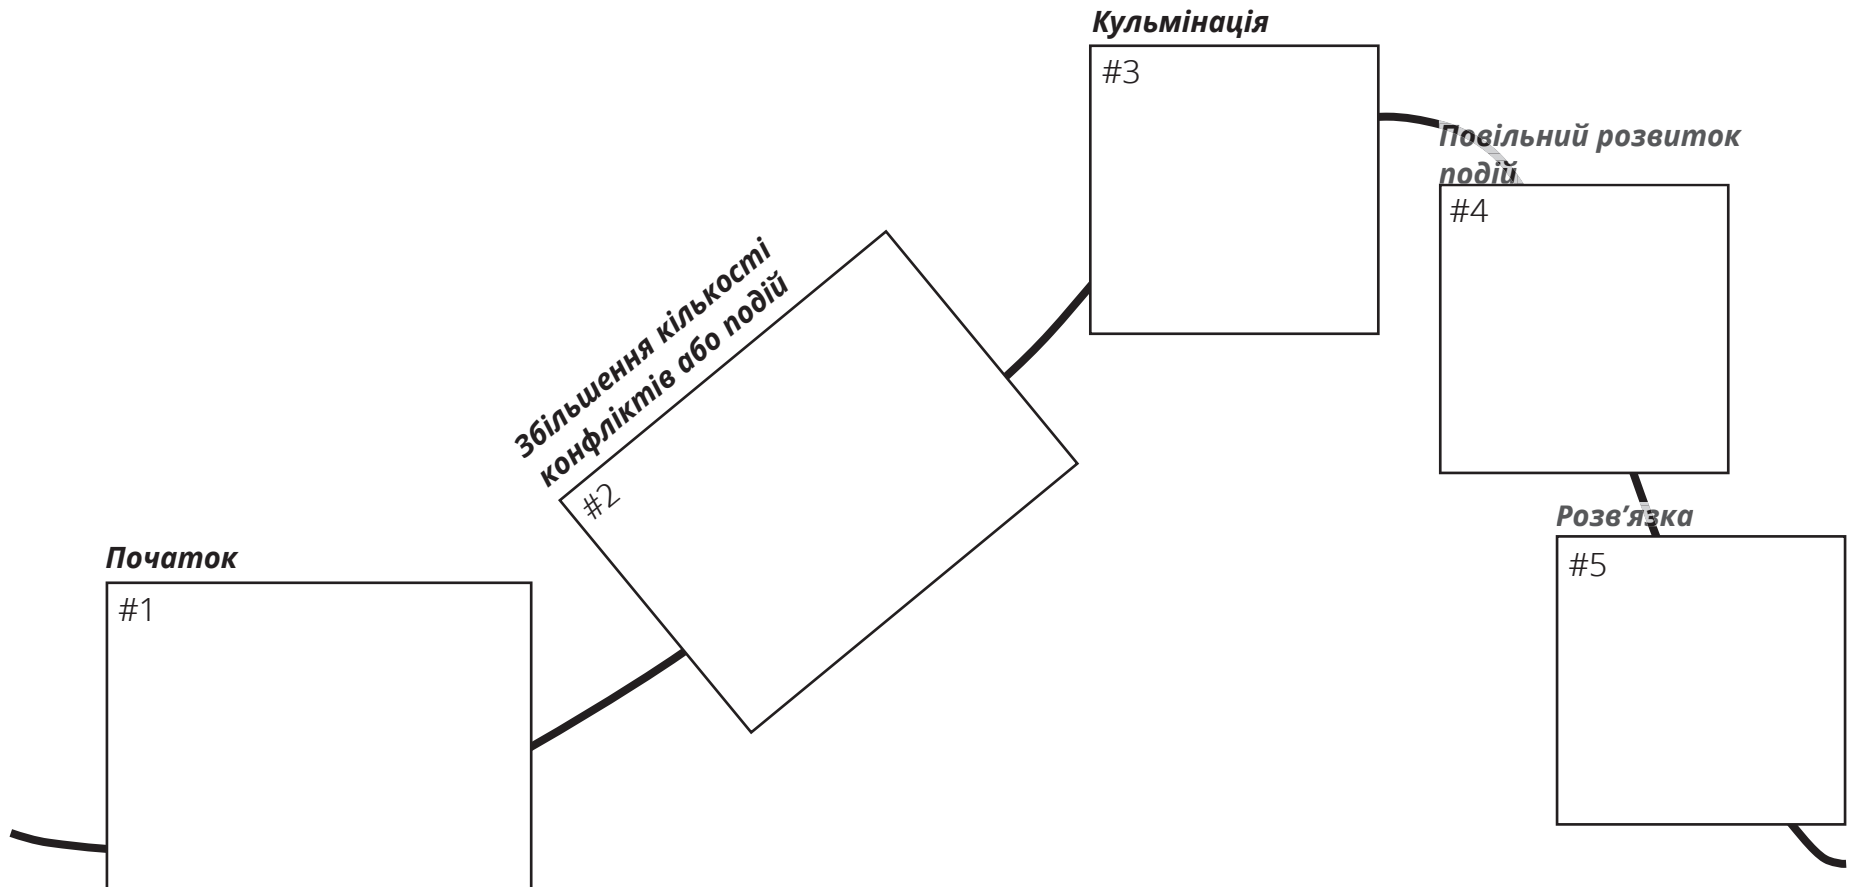 Початок
#1
Збільшення кількості
конфліктів або подій
#2
Кульмінація
#3
Повільний розвиток
подій
#4
Розв’язка
#5